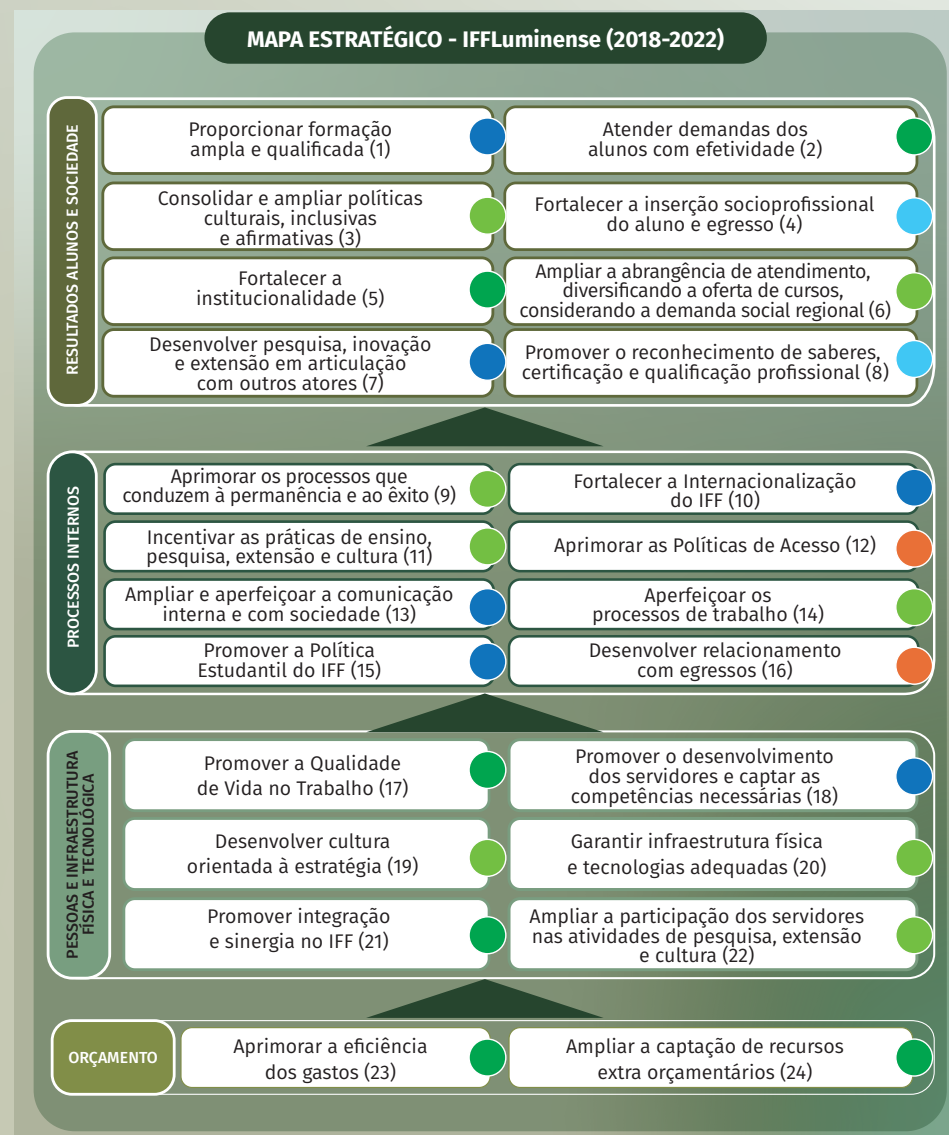 MAPA ESTRATÉGICO - IFFLuminense (2018-2022)
RESULTADOS ALUNOS E SOCIEDADE
Proporcionar formação
ampla e qualificada (1)
Atender demandas dos
alunos com efetividade (2)
Consolidar e ampliar políticas
culturais, inclusivas
e afirmativas (3)
Fortalecer a inserção socioprofissional
do aluno e egresso (4)
Fortalecer a
institucionalidade (5)
Ampliar a abrangência de atendimento,
diversificando a oferta de cursos,
considerando a demanda social regional (6)
Desenvolver pesquisa, inovação
e extensão em articulação
com outros atores (7)
Promover o reconhecimento de saberes,
certificação e qualificação profissional (8)
PROCESSOS INTERNOS
Aprimorar os processos que
conduzem à permanência e ao êxito (9)
Fortalecer a Internacionalização
do IFF (10)
Incentivar as práticas de ensino,
pesquisa, extensão e cultura (11)
Aprimorar as Políticas de Acesso (12)
Ampliar e aperfeiçoar a comunicação
interna e com sociedade (13)
Aperfeiçoar os
processos de trabalho (14)
Promover a Política
Estudantil do IFF (15)
Desenvolver relacionamento
com egressos (16)
PESSOAS E INFRAESTRUTURA
FÍSICA E TECNOLÓGICA
Promover a Qualidade
de Vida no Trabalho (17)
Promover o desenvolvimento
dos servidores e captar as
competências necessárias (18)
Desenvolver cultura
orientada à estratégia (19)
Garantir infraestrutura física
e tecnologias adequadas (20)
Promover integração
e sinergia no IFF (21)
Ampliar a participação dos servidores
nas atividades de pesquisa, extensão
e cultura (22)
ORÇAMENTO
Aprimorar a eficiência
dos gastos (23)
Ampliar a captação de recursos
extra orçamentários (24)